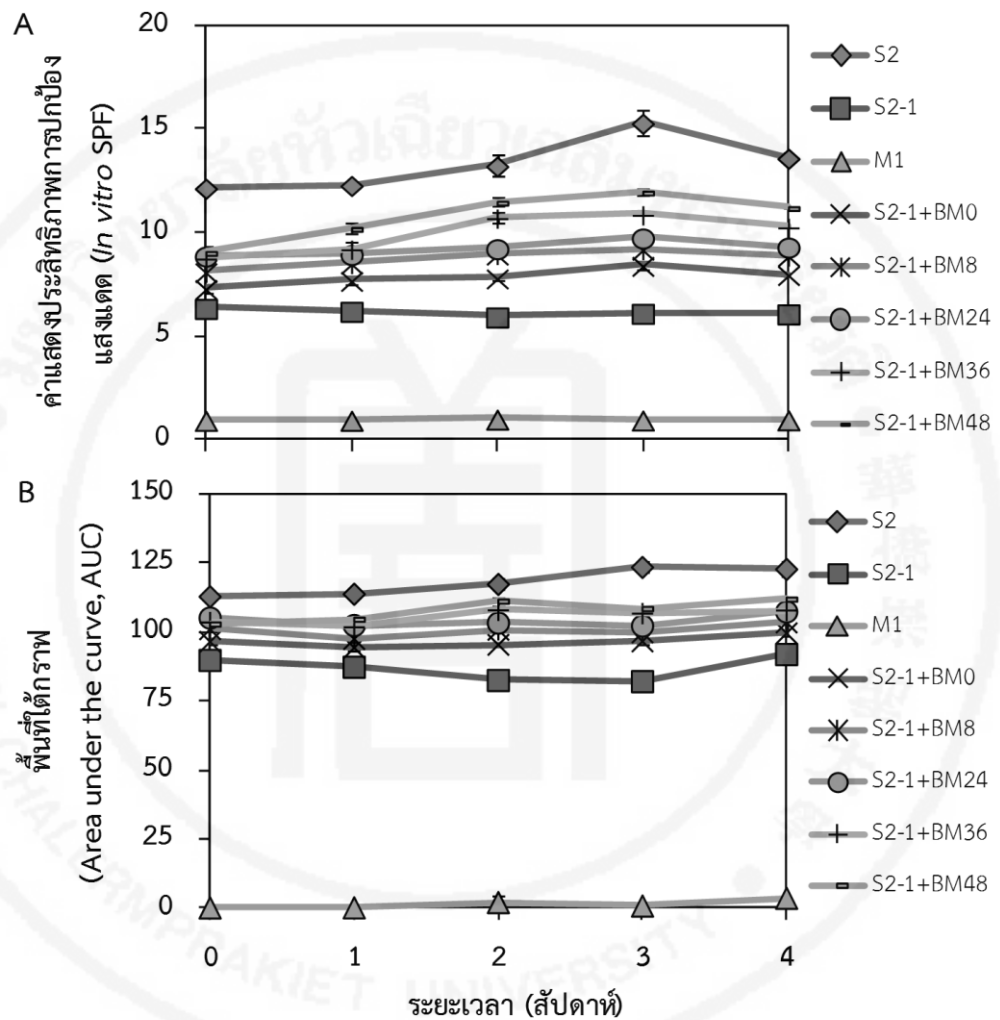 A
ค่าแสดงประสิทธิภาพการปกป้อง
แสงแดด (In vitro SPF)
20
15
10
5
0
S2
S2-1
M1
S2-1+BM0
S2-1+BM8
S2-1+BM24
S2-1+BM36
S2-1+BM48
B
พื้นที่ใต้กราฟ
(Area under the curve, AUC)
150
125
100
75
50
25
0
S2
S2-1
M1
S2-1+BM0
S2-1+BM8
S2-1+BM24
S2-1+BM36
S2-1+BM48
0 1 2 3 4
ระยะเวลา (สัปดาห์)